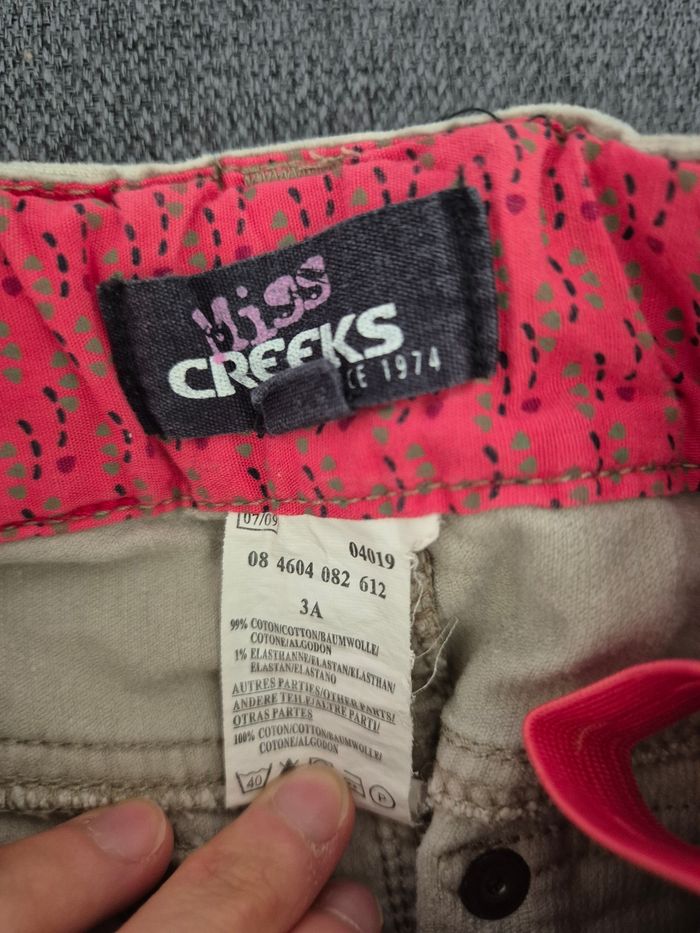 Miss
CREEKS
CE 1974
07/09
04019
08 4604 082 612
3A
99% COTON/COTTON/BAUMWOLLE/
COTONE/ALGODON
1% ELASTHANNE/ELASTAN/ELASTHAN/
ELASTAN/ELASTANO
AUTRES PARTIES/OTHER PARTS/
ANDERE TEILE/ALTRE PARTI/
OTRAS PARTES
100% COTON/COTTON/BAUMWOLLE/
COTONE/ALGODON
40
P